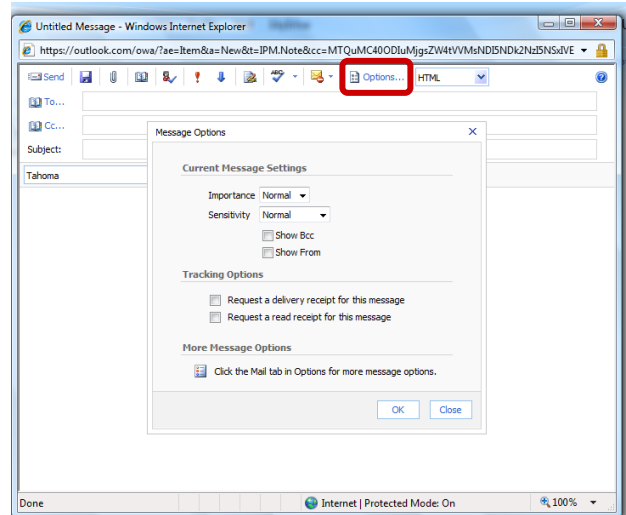 Untitled Message - Windows Internet Explorer
https://outlook.com/owa/?ae=Item&a=New&t=IPM.Note&cc=MTQuMC40ODIuMjgsZW4tVVMsNDI5NDk2NzI5NSxIVE
Send ABC Options... HTML
To...
Cc...
Subject:
Tahoma
Message Options
Current Message Settings
Importance Normal
Sensitivity Normal
Show Bcc
Show From
Tracking Options
Request a delivery receipt for this message
Request a read receipt for this message
More Message Options
Click the Mail tab in Options for more message options.
OK Close
Done Internet | Protected Mode: On 100%